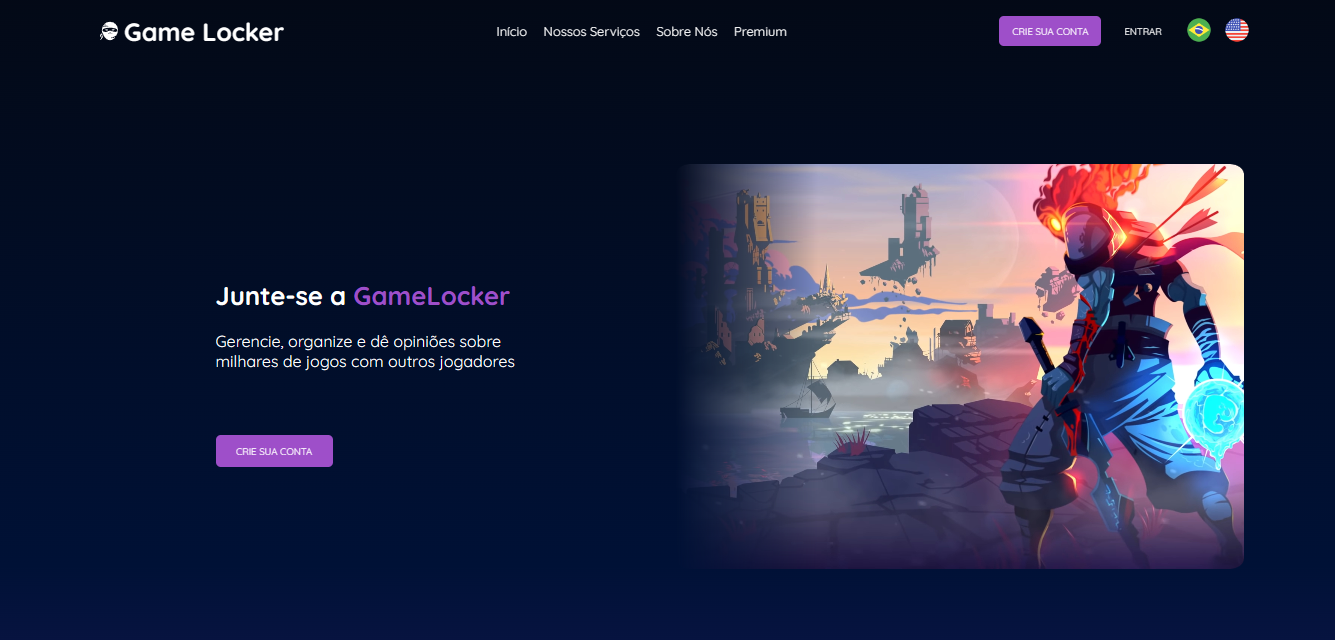 Game Locker
Início Nossos Serviços Sobre Nós Premium
CRIE SUA CONTA
ENTRAR
Junte-se a GameLocker
Gerencie, organize e dê opiniões sobre
milhares de jogos com outros jogadores
CRIE SUA CONTA